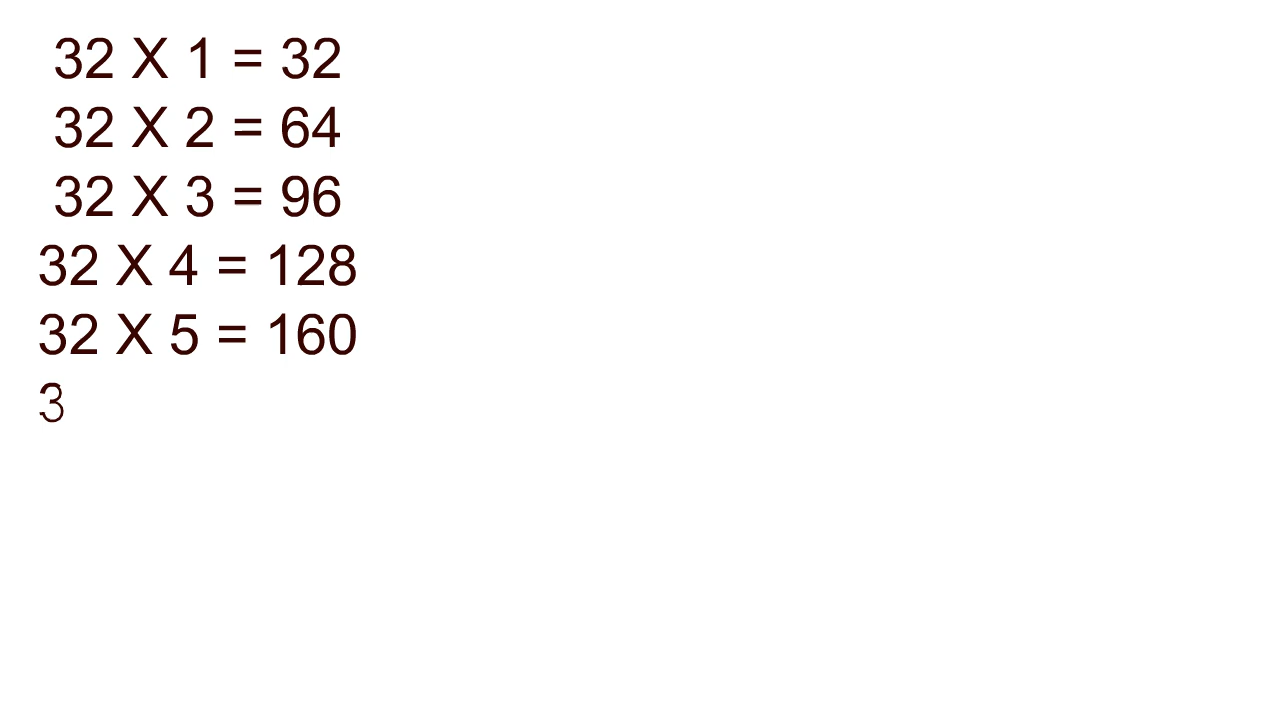 32 X 1 = 32
32 X 2 = 64
32 X 3 = 96
32 X 4 = 128
32 X 5 = 160
3